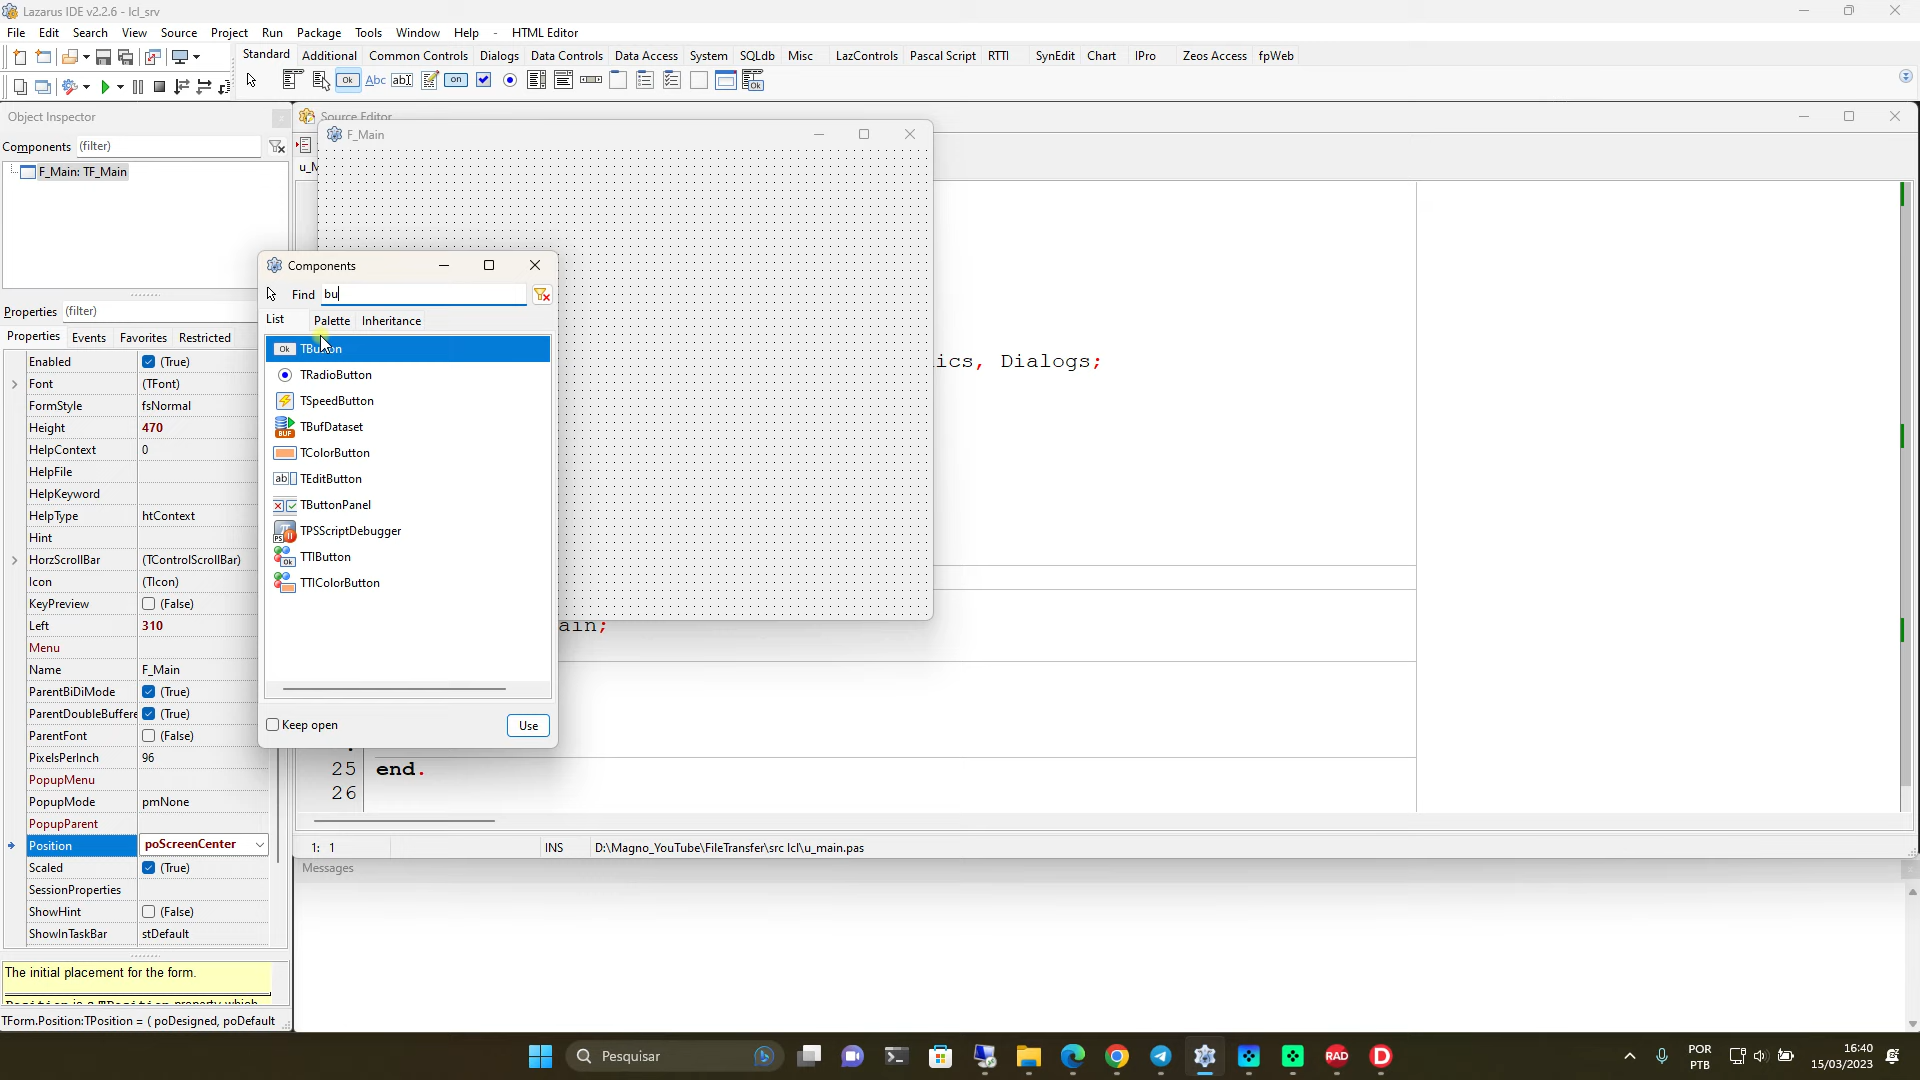 Lazarus IDE v2.2.6 - lcl_srv
File Edit Search View Source Project Run Package Tools Window Help - HTML Editor
Standard Additional Common Controls Dialogs Data Controls Data Access System SQLdb Misc LazControls Pascal Script RTTI SynEdit Chart IPro Zeos Access fpWeb
Object Inspector
Components (filter)
F_Main: TF_Main
Properties (filter)
Properties Events Favorites Restricted
Enabled (True)
Font (TFont)
FormStyle fsNormal
Height 470
HelpContext 0
HelpFile
HelpKeyword
HelpType htContext
Hint
HorzScrollBar (TControlScrollBar)
Icon (TIcon)
KeyPreview (False)
Left 310
Menu
Name F_Main
ParentBiDiMode (True)
ParentDoubleBuffere (True)
ParentFont (False)
PixelsPerInch 96
PopupMenu
PopupMode pmNone
PopupParent
Position poScreenCenter
Scaled (True)
SessionProperties
ShowHint (False)
ShowInTaskBar stDefault
The initial placement for the form.
TForm.Position:TPosition = ( poDesigned, poDefault
Source Editor
F_Main
u_M
Components
Find bu
List Palette Inheritance
Ok TButton
TRadioButton
TSpeedButton
TBufDataset
TColorButton
TEditButton
TButtonPanel
TPSScriptDebugger
TTIButton
TTIColorButton
Keep open Use
ics, Dialogs;
ain;
25 end.
26
1: 1 INS D:\Magno_YouTube\FileTransfer\src lcl\u_main.pas
Messages
Pesquisar
POR
PTB
16:40
15/03/2023